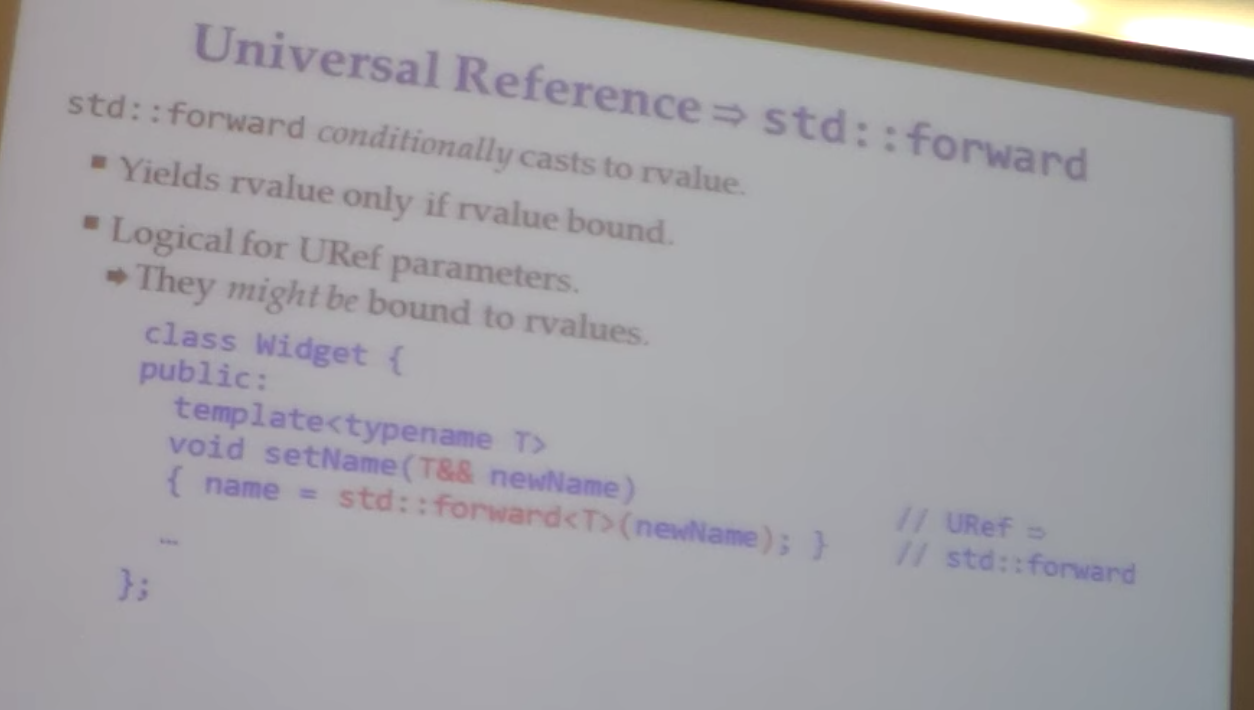 Universal Reference ⇒ std::forward
std::forward conditionally casts to rvalue.
▪ Yields rvalue only if rvalue bound.
▪ Logical for URef parameters.
➡ They might be bound to rvalues.
class Widget {
public:
template<typename T>
void setName(T&& newName) // URef ⇒
{ name = std::forward<T>(newName); } // std::forward
…
};